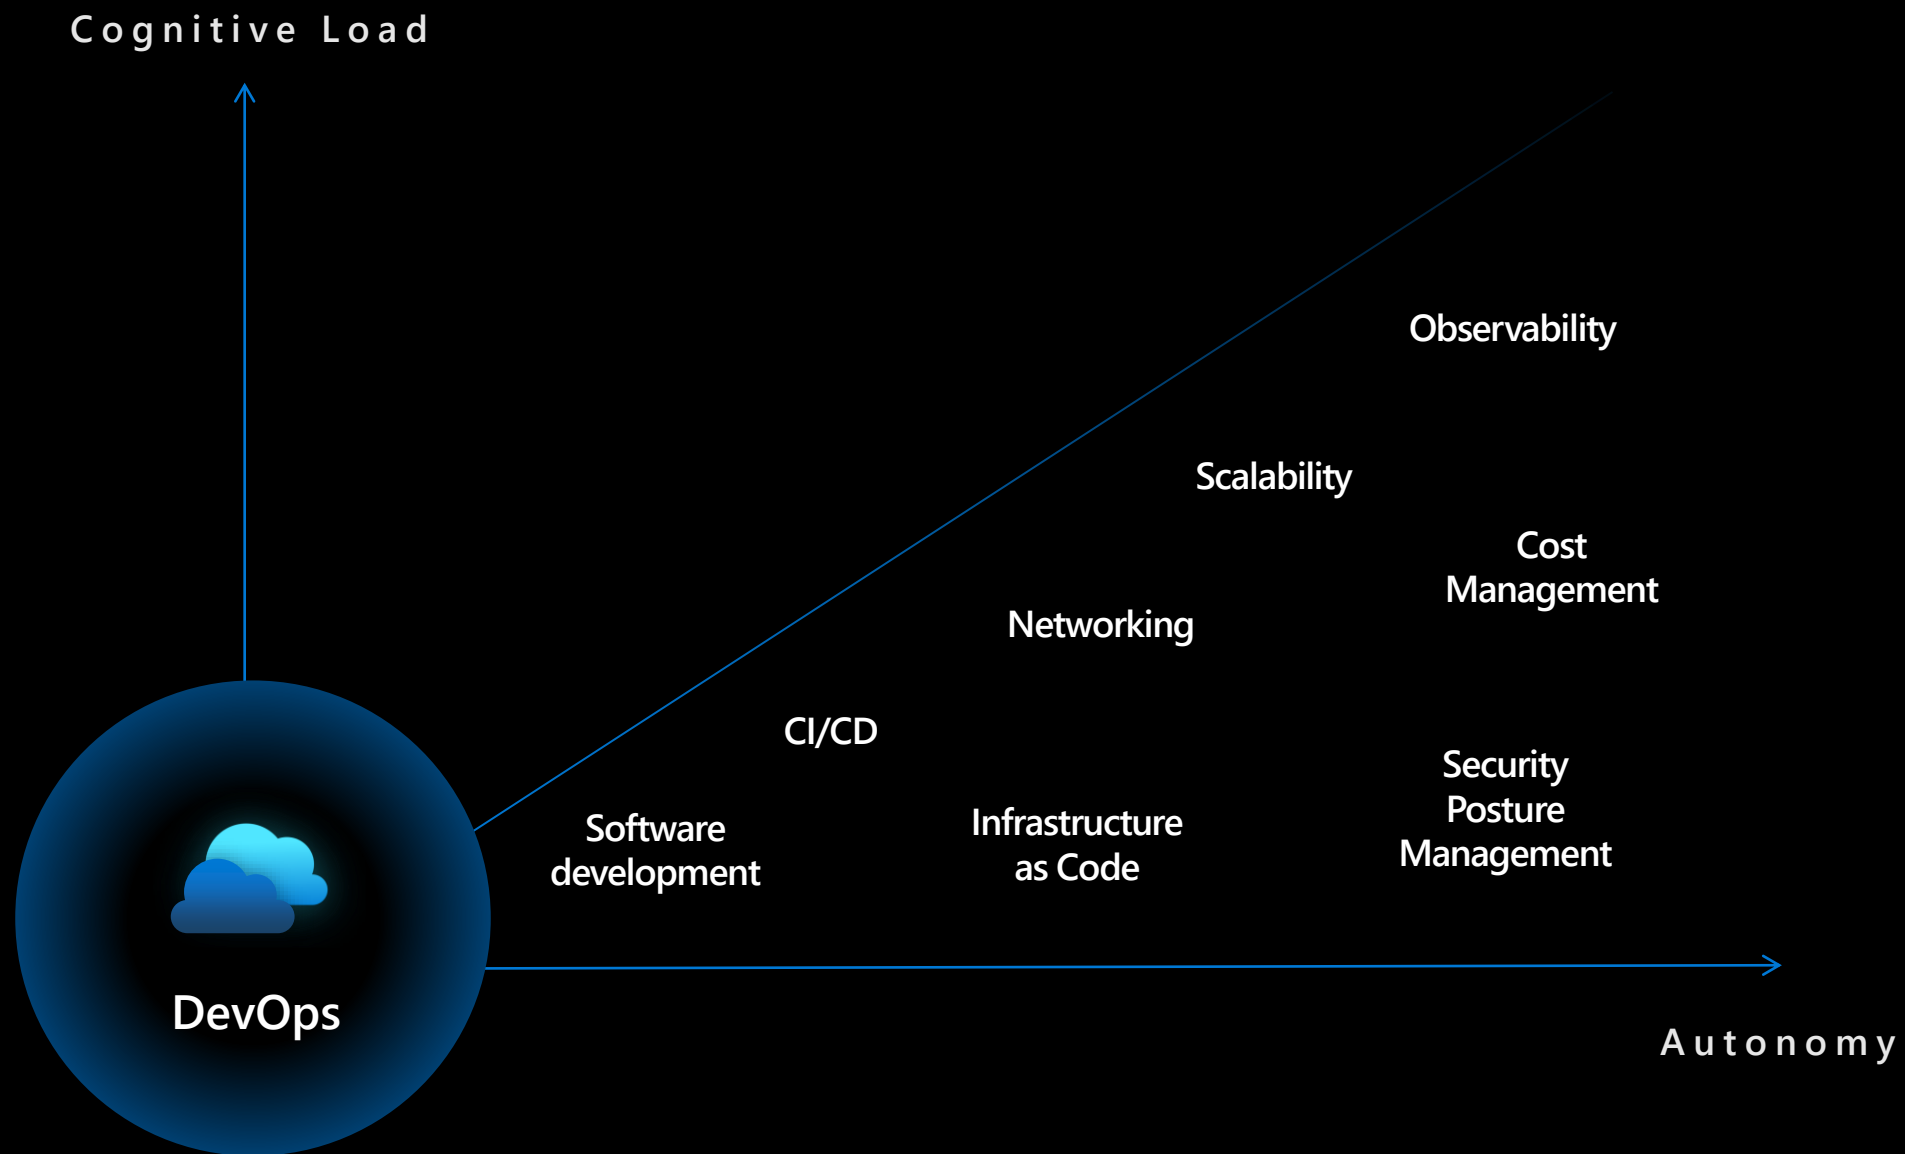 Cognitive Load
Observability
Scalability
Cost
Management
Networking
CI/CD
Security
Posture
Management
Software
development
Infrastructure
as Code
DevOps
Autonomy